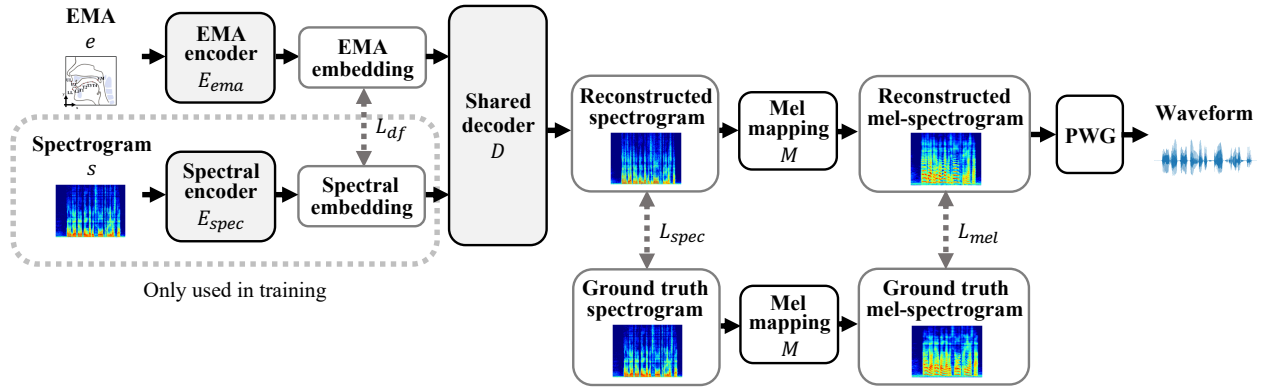 EMA
e
EMA
encoder
E_ema
EMA
embedding
L_df
Spectrogram
s
Spectral
encoder
E_spec
Spectral
embedding
Only used in training
Shared
decoder
D
Reconstructed
spectrogram
Mel
mapping
M
Reconstructed
mel-spectrogram
PWG
Waveform
L_spec
L_mel
Ground truth
spectrogram
Mel
mapping
M
Ground truth
mel-spectrogram